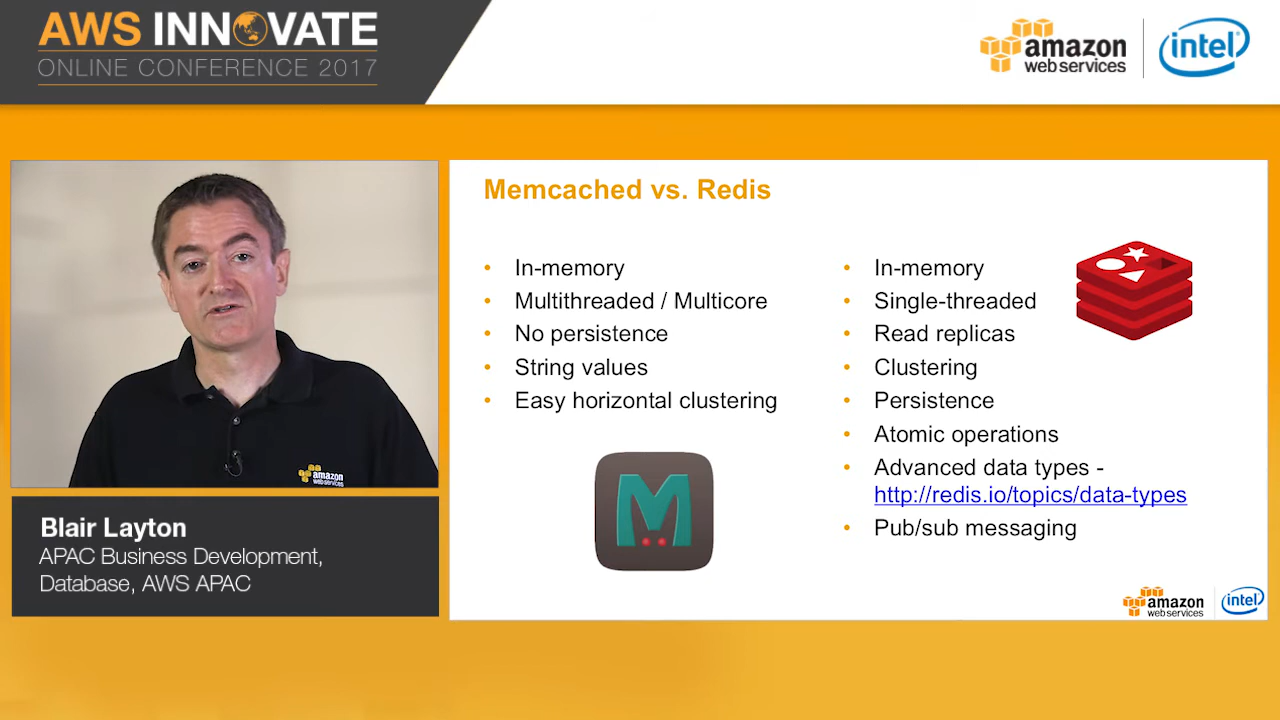 AWS INNOVATE
ONLINE CONFERENCE 2017
amazon
web services
intel
Memcached vs. Redis
• In-memory
• Multithreaded / Multicore
• No persistence
• String values
• Easy horizontal clustering
M
• In-memory
• Single-threaded
• Read replicas
• Clustering
• Persistence
• Atomic operations
• Advanced data types -
http://redis.io/topics/data-types
• Pub/sub messaging
amazon
web services
Blair Layton
APAC Business Development,
Database, AWS APAC
amazon
web services
intel